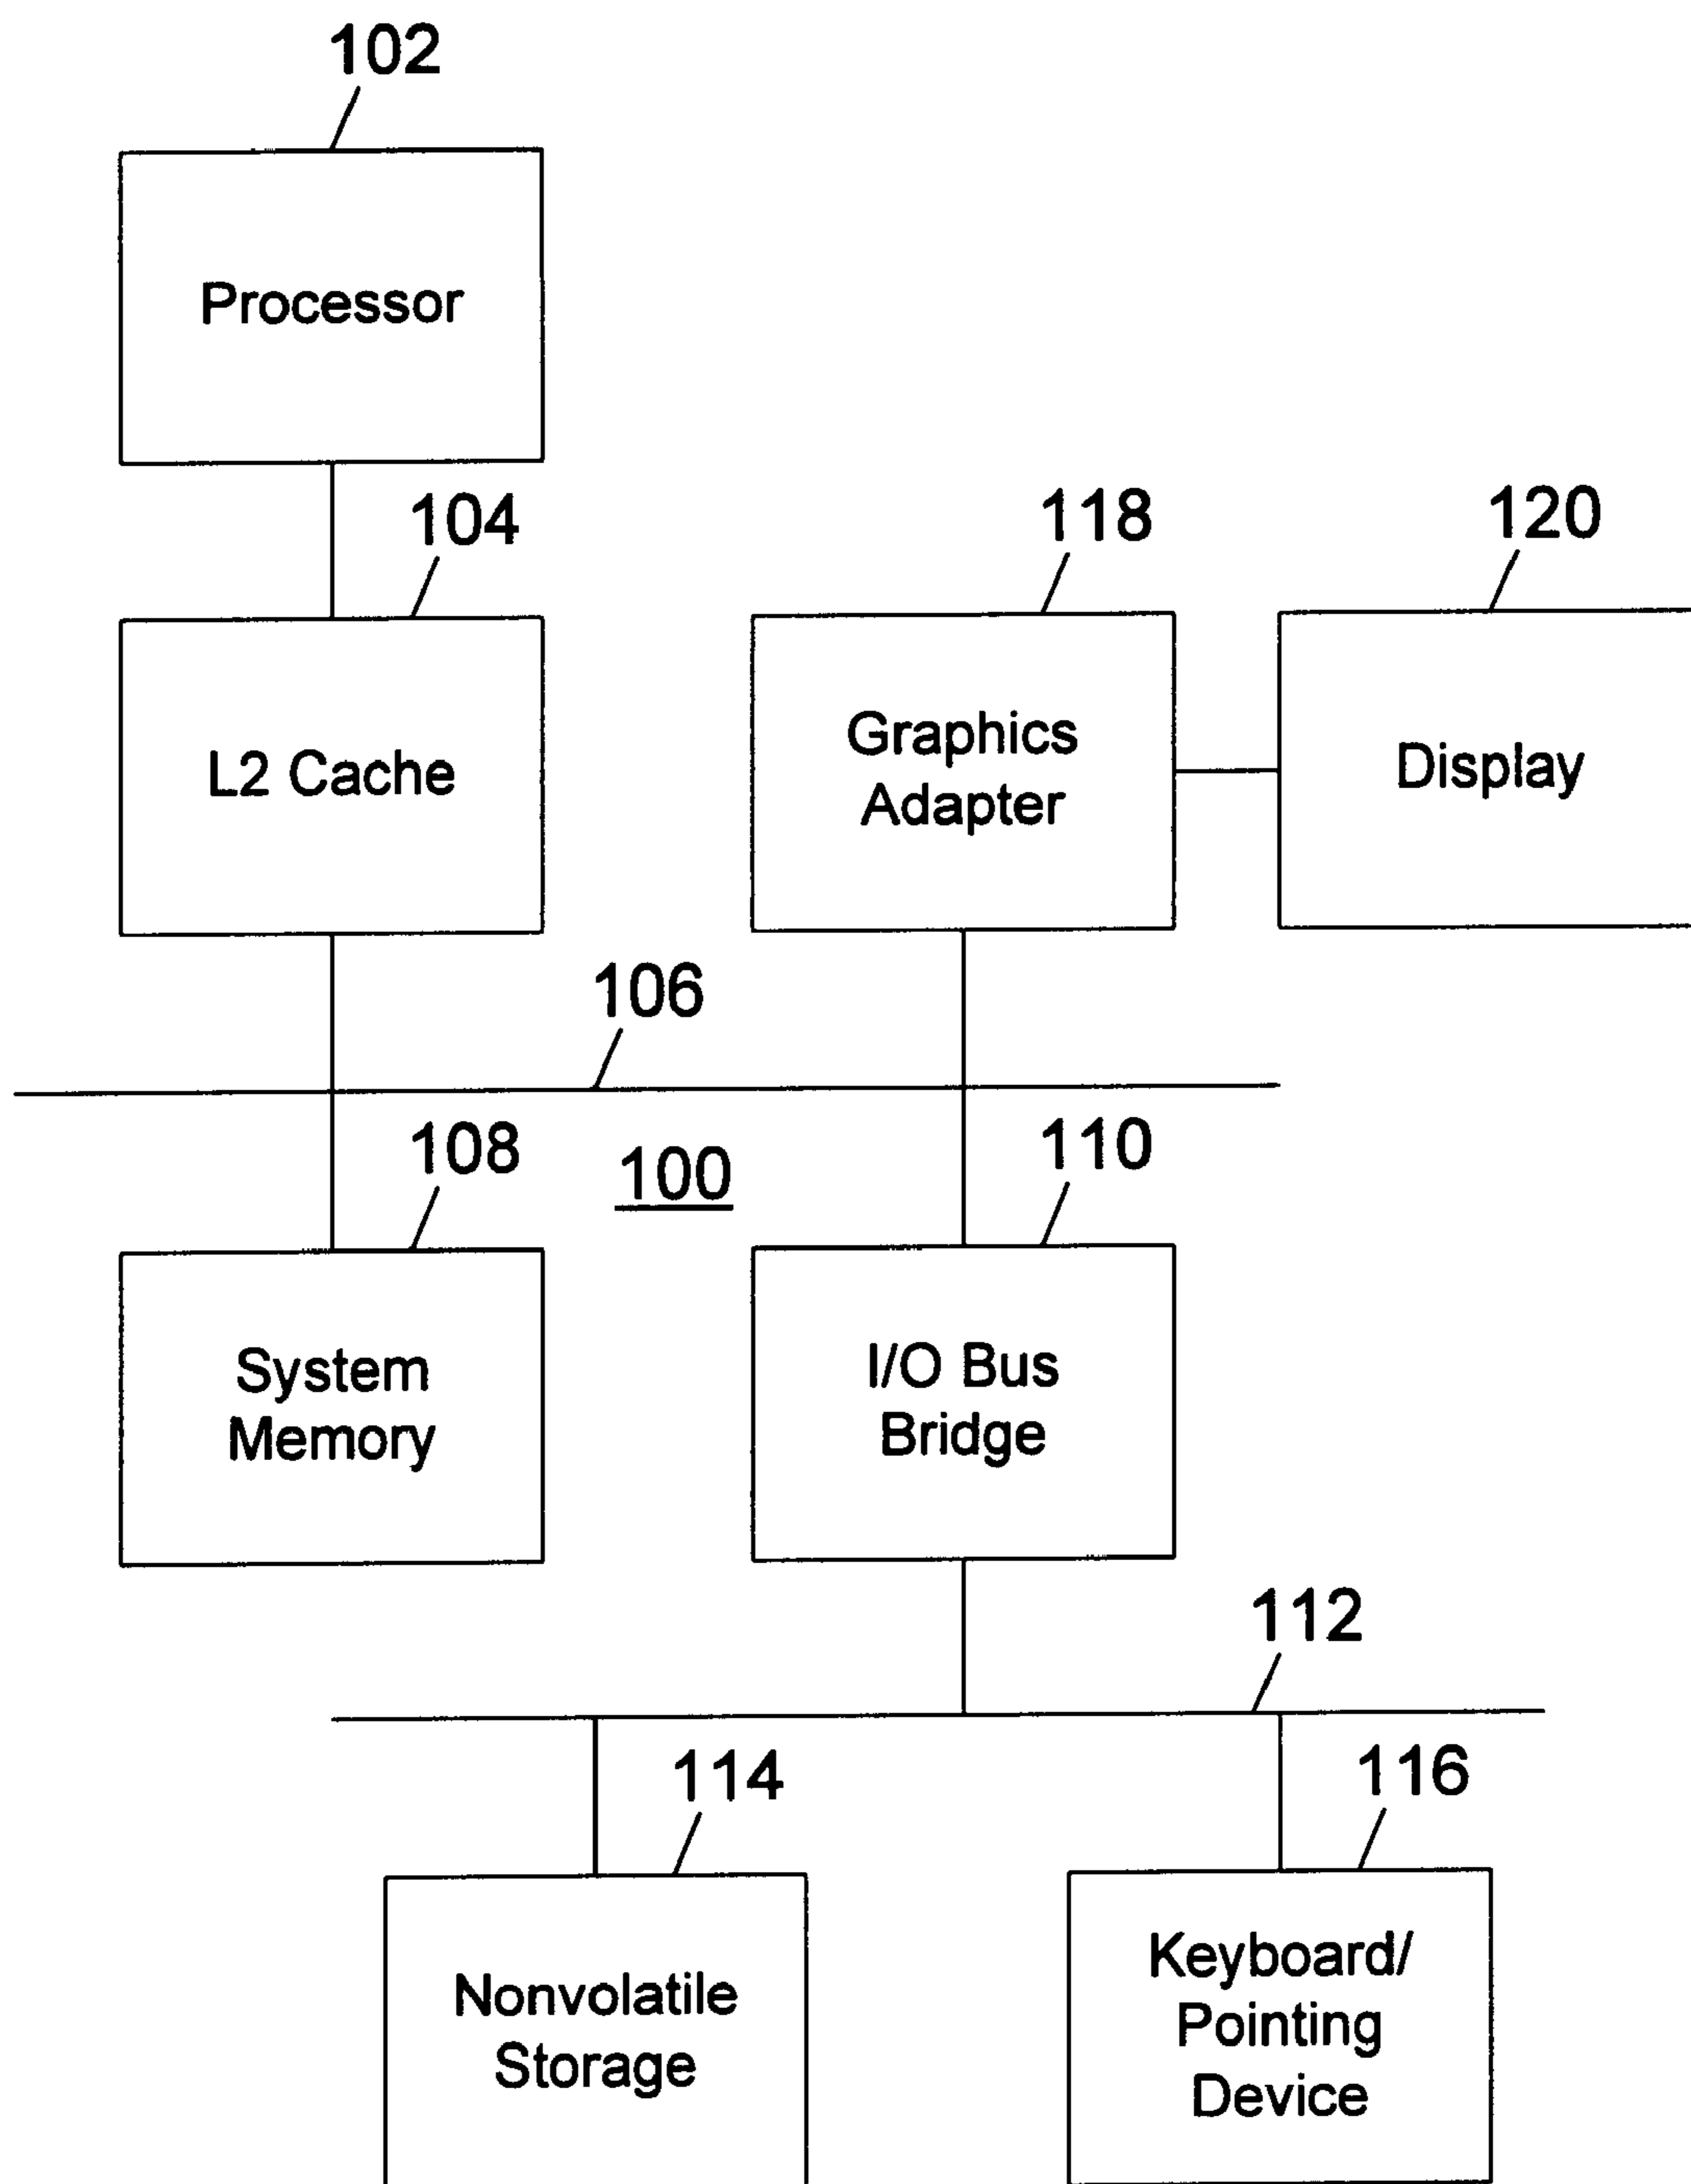 102
Processor
104
118
120
L2 Cache
Graphics
Adapter
Display
106
108
100
110
System
Memory
I/O Bus
Bridge
112
114
116
Nonvolatile
Storage
Keyboard/
Pointing
Device